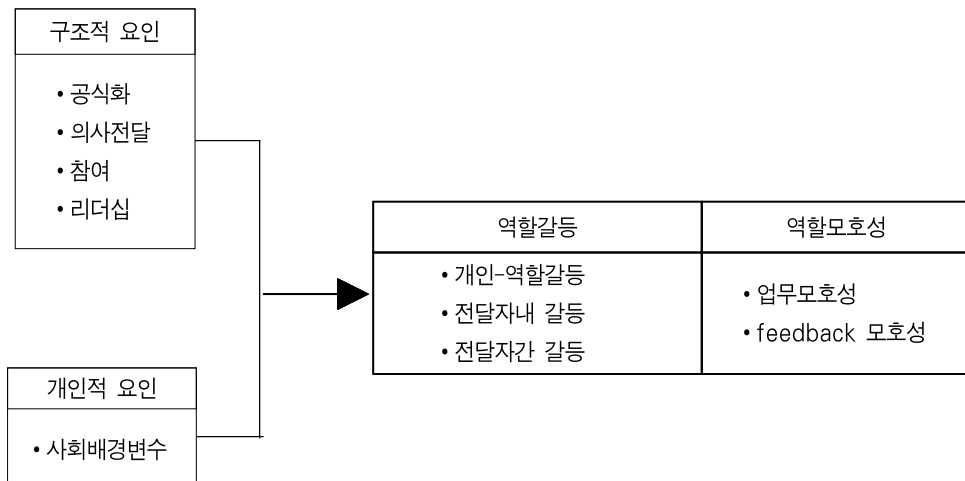 구조적 요인
• 공식화
• 의사전달
• 참여
• 리더십
역할갈등
• 개인-역할갈등
• 전달자내 갈등
• 전달자간 갈등
역할모호성
• 업무모호성
• feedback 모호성
개인적 요인
• 사회배경변수